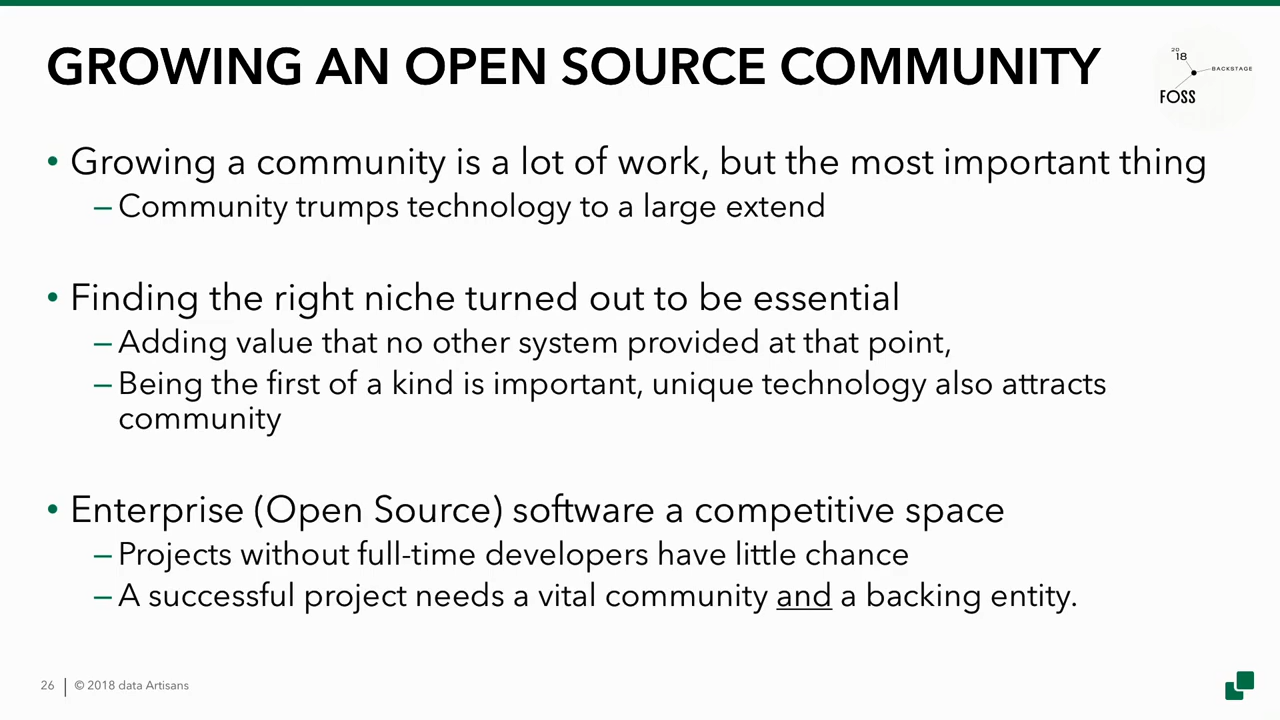 GROWING AN OPEN SOURCE COMMUNITY
20
18
BACKSTAGE
FOSS
• Growing a community is a lot of work, but the most important thing
– Community trumps technology to a large extend
• Finding the right niche turned out to be essential
– Adding value that no other system provided at that point,
– Being the first of a kind is important, unique technology also attracts
community
• Enterprise (Open Source) software a competitive space
– Projects without full-time developers have little chance
– A successful project needs a vital community and a backing entity.
26 | © 2018 data Artisans